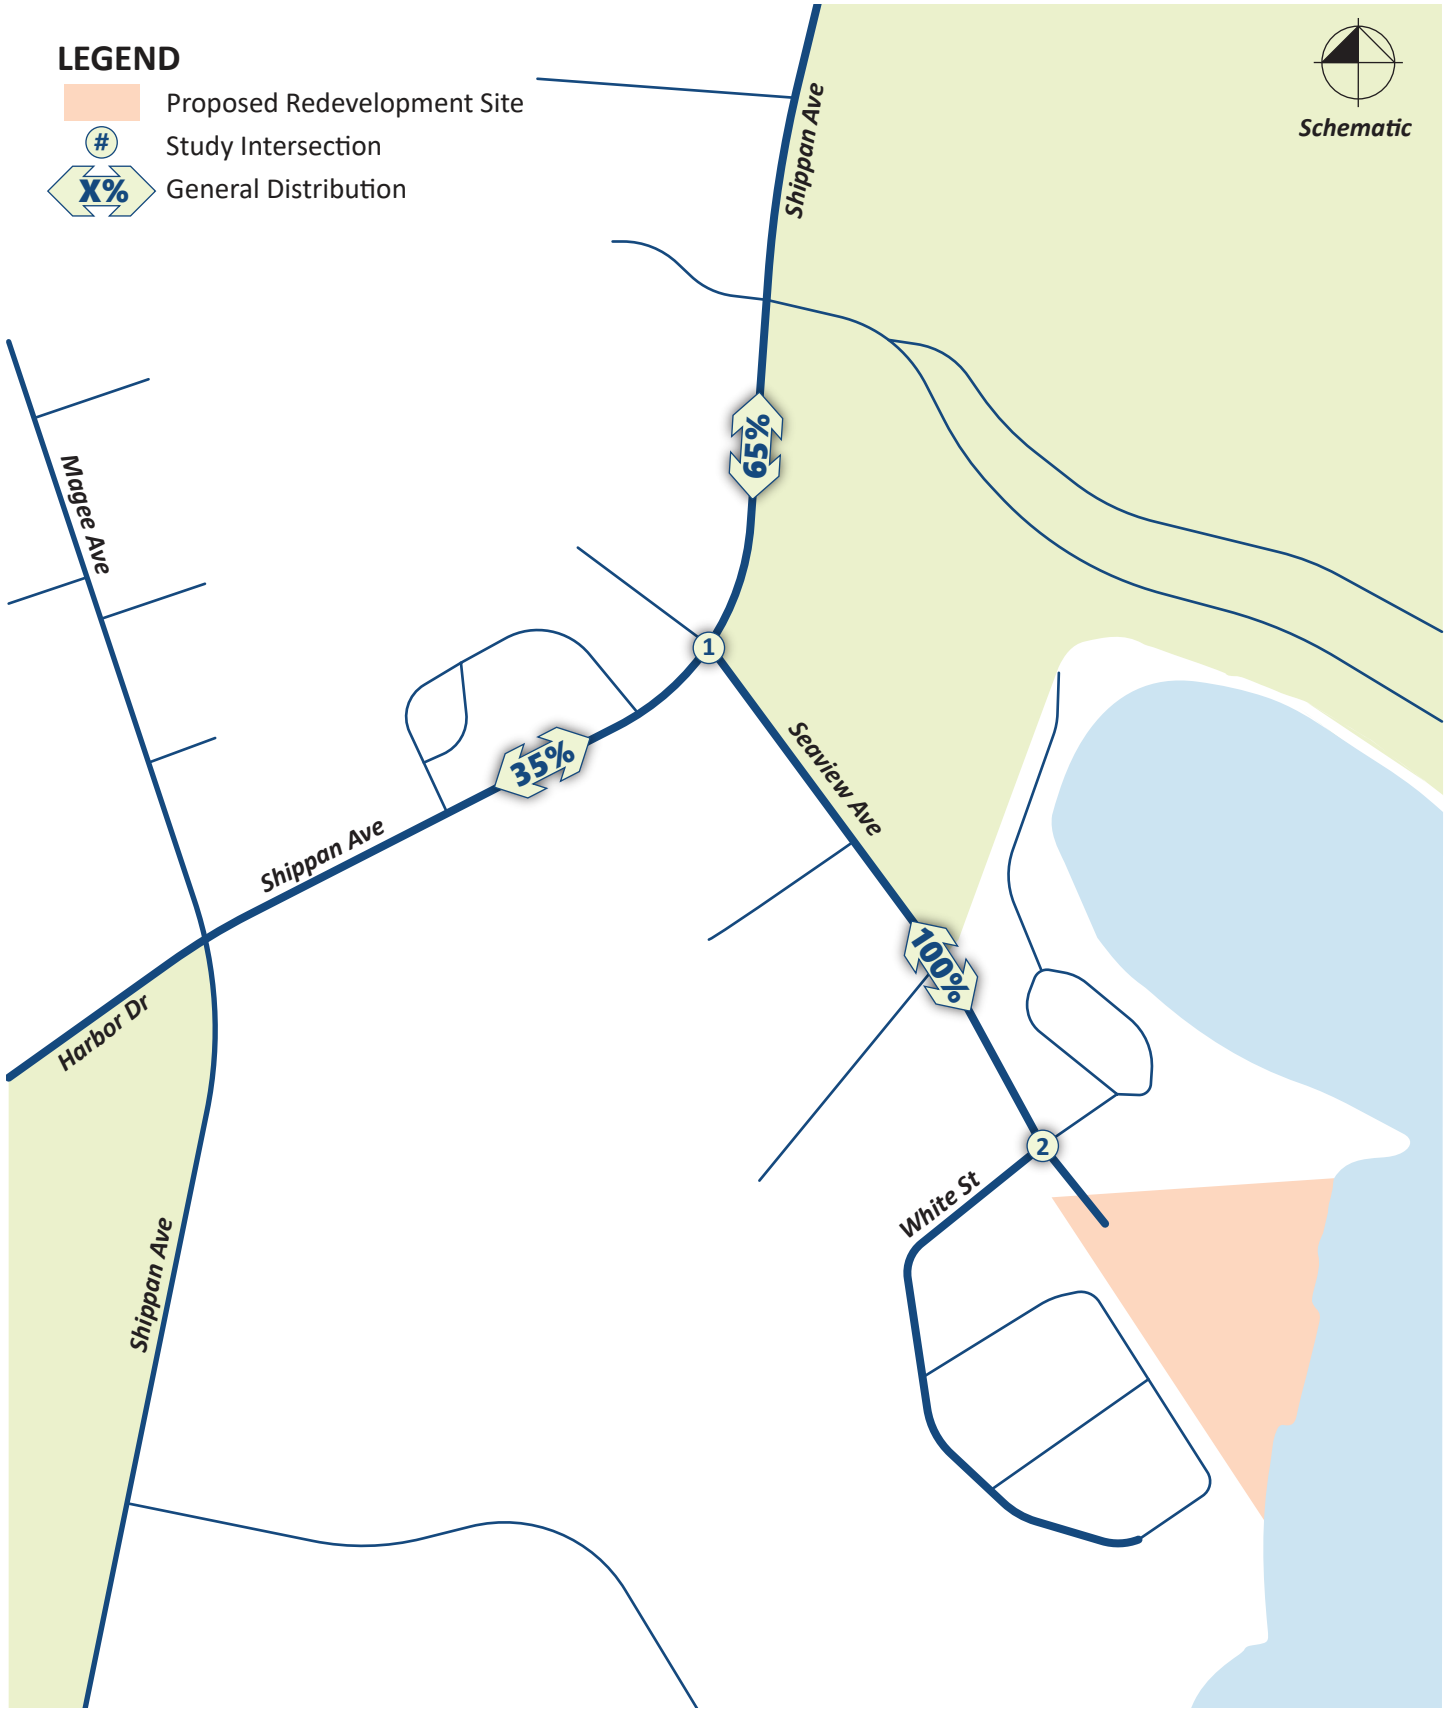 LEGEND
Proposed Redevelopment Site
#
Study Intersection
X%
General Distribution
Schematic
Shippan Ave
65%
Magee Ave
1
35%
Seaview Ave
Shippan Ave
100%
Harbor Dr
2
White St
Shippan Ave